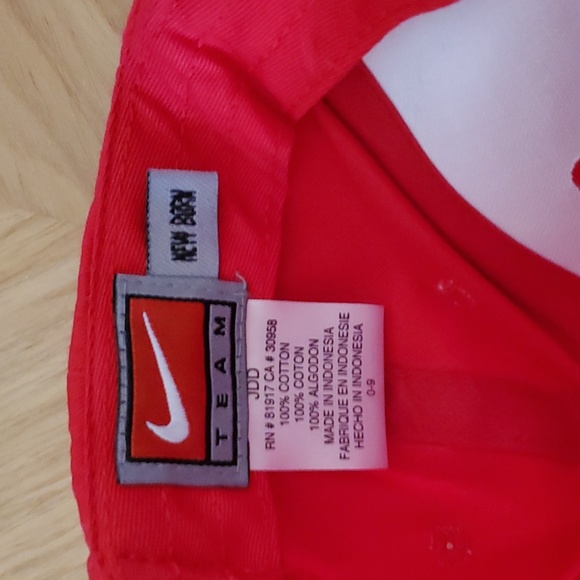 NEW BORN
TEAM
JDD
RN # 81917 CA # 30958
100% COTTON
100% COTON
100% ALGODON
MADE IN INDONESIA
FABRIQUE EN INDONESIE
HECHO IN INDONESIA
0-9